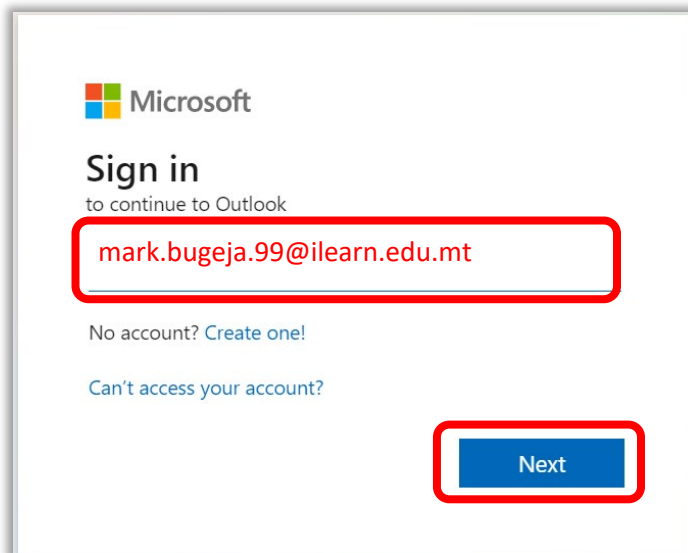 Microsoft
Sign in
to continue to Outlook
mark.bugeja.99@ilearn.edu.mt
No account? Create one!
Can't access your account?
Next